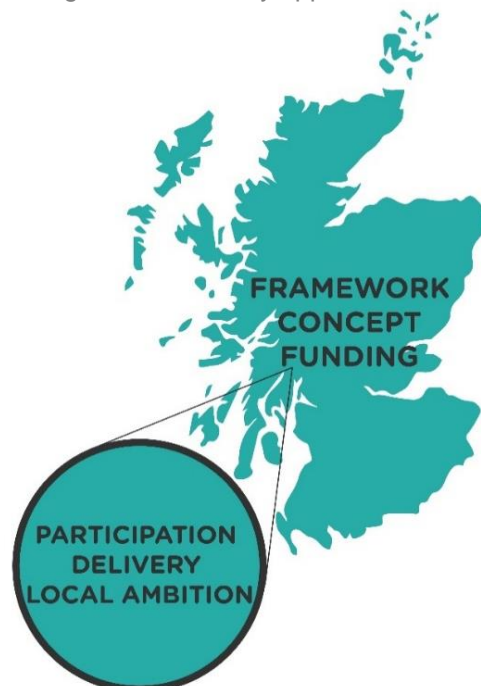 FRAMEWORK
CONCEPT
FUNDING
PARTICIPATION
DELIVERY
LOCAL AMBITION